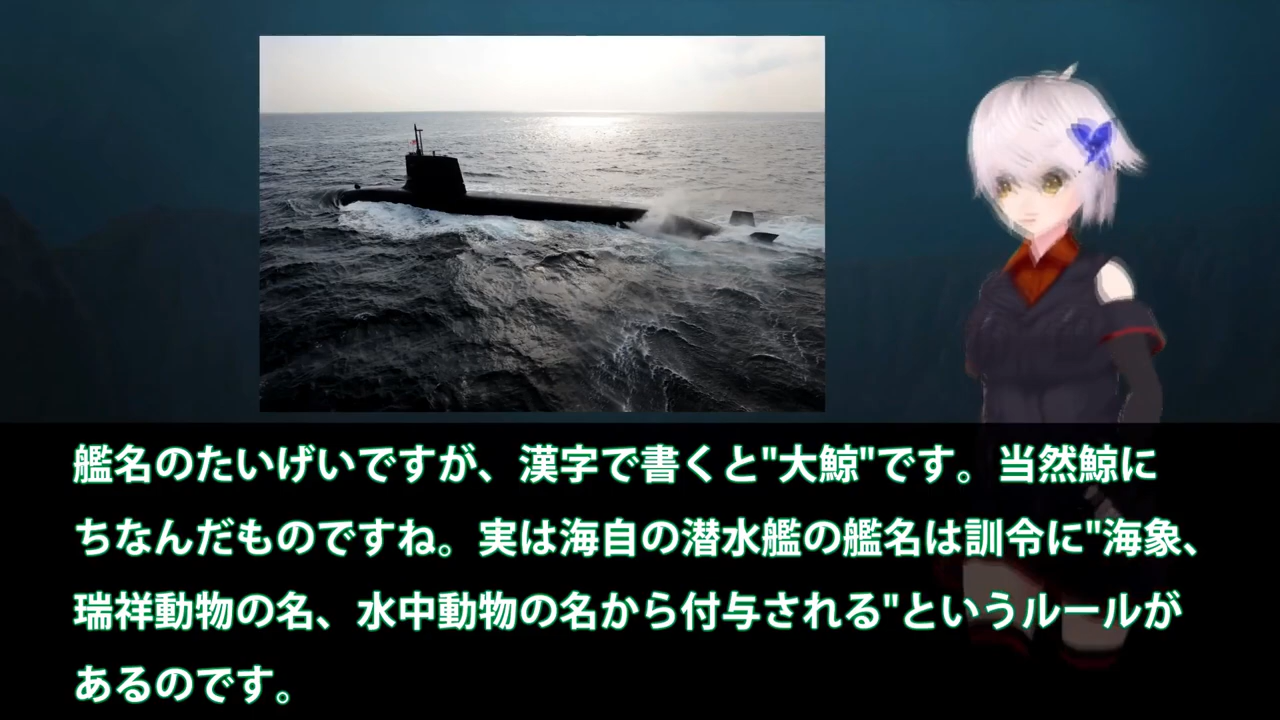 艦名のたいげいですが、漢字で書くと"大鯨"です。当然鯨に
ちなんだものですね。実は海自の潜水艦の艦名は訓令に"海象、
瑞祥動物の名、水中動物の名から付与される"というルールが
あるのです。